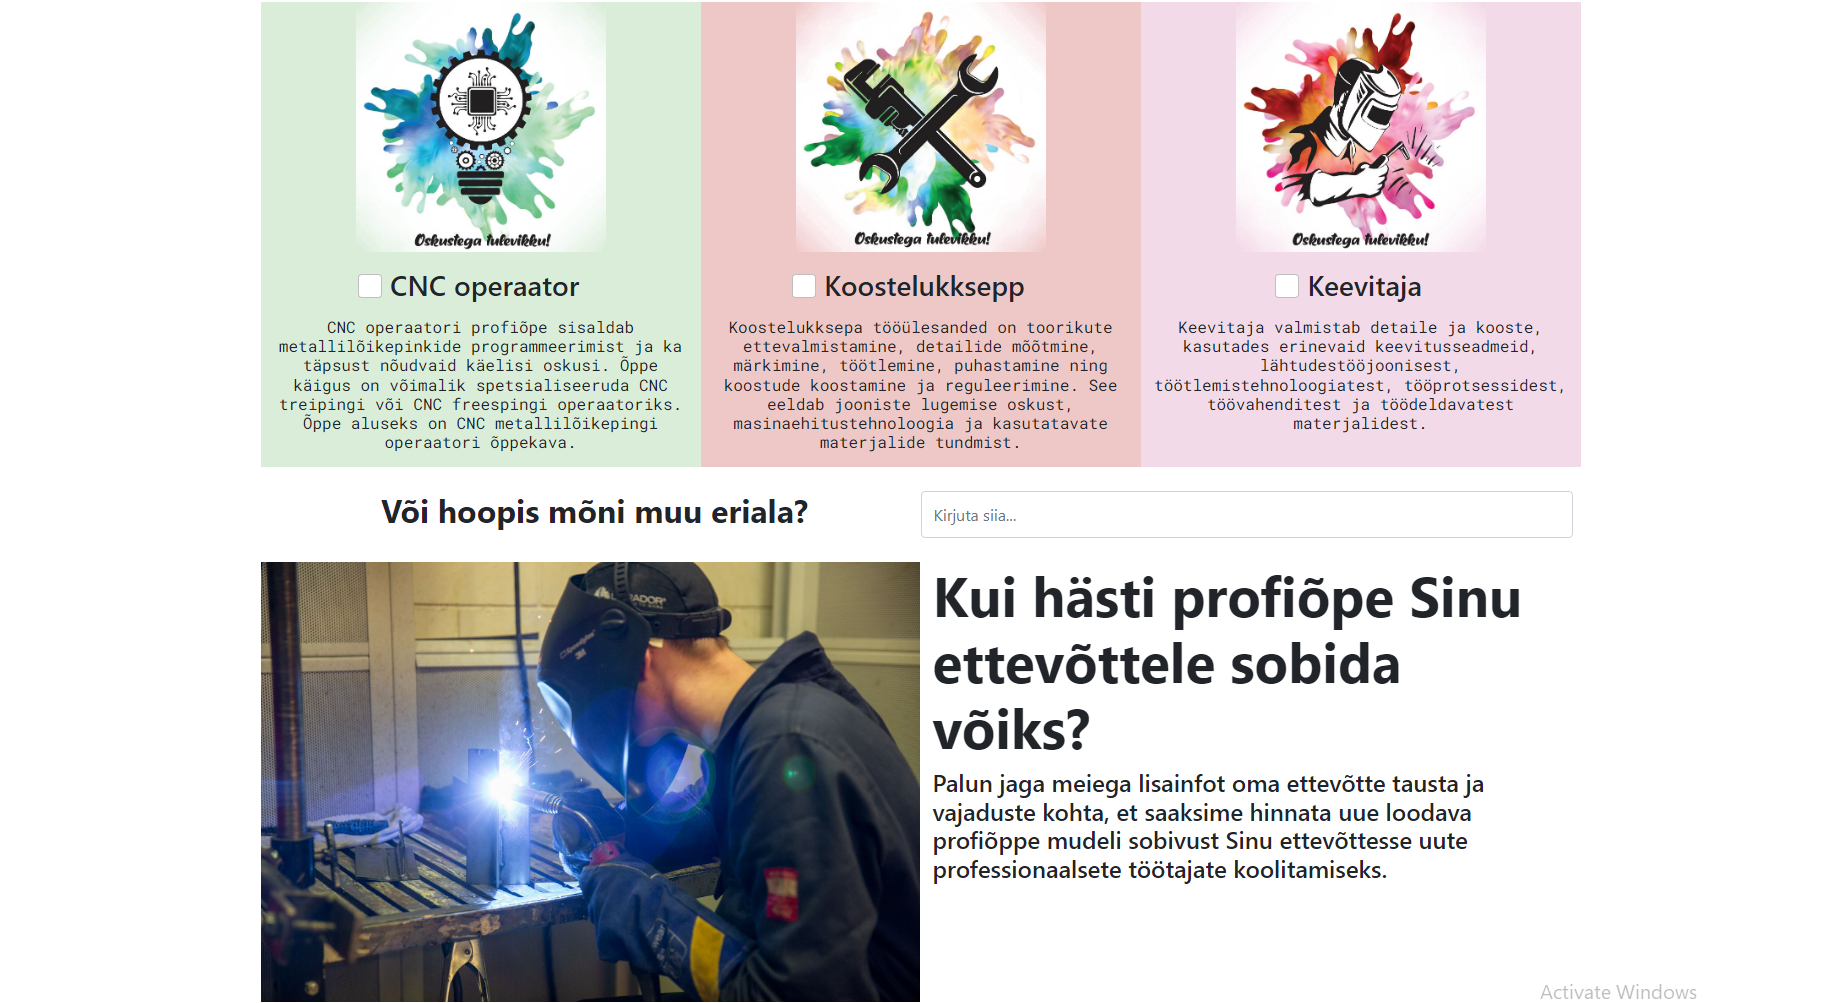 Oskustega tulevikku!
Oskustega tulevikku!
Oskustega tulevikku!
CNC operaator
Koostelukksepp
Keevitaja
CNC operaatori profiõpe sisaldab
metallilõikepinkide programmeerimist ja ka
täpsust nõudvaid käelisi oskusi. Õppe
käigus on võimalik spetsialiseeruda CNC
treipingi või CNC freespingi operaatoriks.
Õppe aluseks on CNC metallilõikepingi
operaatori õppekava.
Koostelukksepa tööülesanded on toorikute
ettevalmistamine, detailide mõõtmine,
märkimine, töötlemine, puhastamine ning
koostude koostamine ja reguleerimine. See
eeldab jooniste lugemise oskust,
masinaehitustehnoloogia ja kasutatavate
materjalide tundmist.
Keevitaja valmistab detaile ja kooste,
kasutades erinevaid keevitusseadmeid,
lähtudestööjoonisest,
töötlemistehnoloogiatest, tööprotsessidest,
töövahenditest ja töödeldavatest
materjalidest.
Või hoopis mõni muu eriala?
Kirjuta siia...
Kui hästi profiõpe Sinu
ettevõttele sobida
võiks?
Palun jaga meiega lisainfot oma ettevõtte tausta ja
vajaduste kohta, et saaksime hinnata uue loodava
profiõppe mudeli sobivust Sinu ettevõttesse uute
professionaalsete töötajate koolitamiseks.
3M
Activate Windows